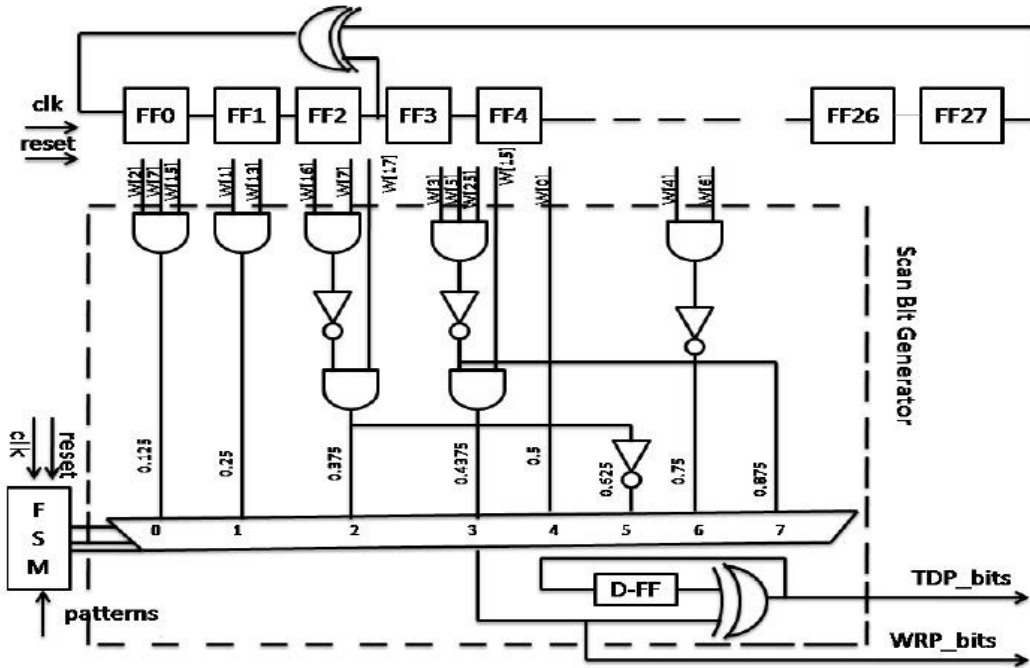 clk
reset
FF0
FF1
FF2
FF3
FF4
FF26
FF27
W[2]
W[7]
W[15]
W[1]
W[13]
W[16]
W[7]
W[17]
W[3]
W[5]
W[25]
W[15]
W[0]
W[4]
W[6]
Scan Bit Generator
clk
reset
0.125
0.25
0.375
0.4375
0.5
0.625
0.75
0.875
F
S
M
0
1
2
3
4
5
6
7
patterns
D-FF
TDP_bits
WRP_bits